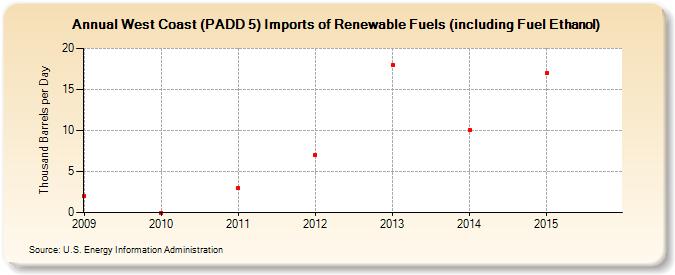 Annual West Coast (PADD 5) Imports of Renewable Fuels (including Fuel Ethanol)
Thousand Barrels per Day
20
15
10
5
0
2009 2010 2011 2012 2013 2014 2015
Source: U.S. Energy Information Administration